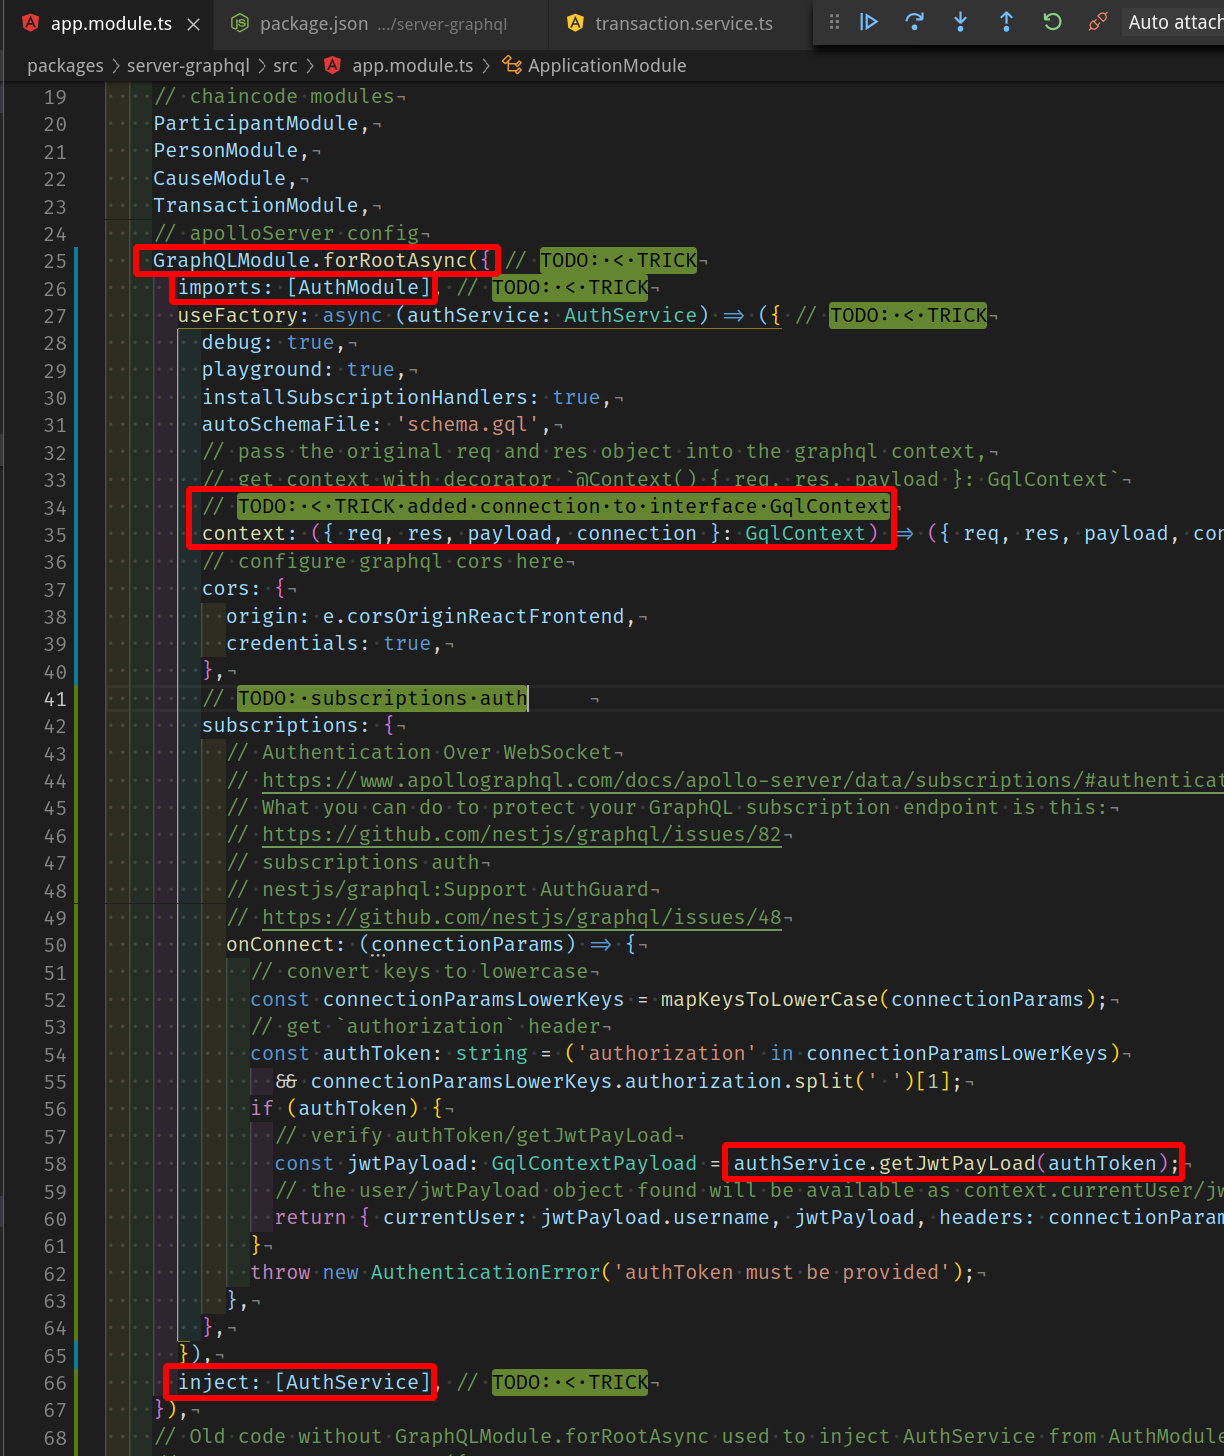 app.module.ts
package.json .../server-graphql
transaction.service.ts
Auto attach
packages > server-graphql > src > app.module.ts > ApplicationModule
19 // chaincode modules
20 ParticipantModule,
21 PersonModule,
22 CauseModule,
23 TransactionModule,
24 // apolloServer config
25 GraphQLModule.forRootAsync({ // TODO: < TRICK
26 imports: [AuthModule], // TODO: < TRICK
27 useFactory: async (authService: AuthService) => ({ // TODO: < TRICK
28 debug: true,
29 playground: true,
30 installSubscriptionHandlers: true,
31 autoSchemaFile: 'schema.gql',
32 // pass the original req and res object into the graphql context,
33 // get context with decorator `@Context() { req, res, payload }: GqlContext`
34 // TODO: < TRICK added connection to interface GqlContext
35 context: ({ req, res, payload, connection }: GqlContext) => ({ req, res, payload, con
36 // configure graphql cors here
37 cors: {
38 origin: e.corsOriginReactFrontend,
39 credentials: true,
40 },
41 // TODO: subscriptions auth
42 subscriptions: {
43 // Authentication Over WebSocket
44 // https://www.apollographql.com/docs/apollo-server/data/subscriptions/#authenticat
45 // What you can do to protect your GraphQL subscription endpoint is this:
46 // https://github.com/nestjs/graphql/issues/82
47 // subscriptions auth
48 // nestjs/graphql:Support AuthGuard
49 // https://github.com/nestjs/graphql/issues/48
50 onConnect: (connectionParams) => {
51 // convert keys to lowercase
52 const connectionParamsLowerKeys = mapKeysToLowerCase(connectionParams);
53 // get `authorization` header
54 const authToken: string = ('authorization' in connectionParamsLowerKeys)
55 && connectionParamsLowerKeys.authorization.split(' ')[1];
56 if (authToken) {
57 // verify authToken/getJwtPayLoad
58 const jwtPayload: GqlContextPayload = authService.getJwtPayLoad(authToken);
59 // the user/jwtPayload object found will be available as context.currentUser/jw
60 return { currentUser: jwtPayload.username, jwtPayload, headers: connectionParam
61 }
62 throw new AuthenticationError('authToken must be provided');
63 },
64 },
65 }),
66 inject: [AuthService], // TODO: < TRICK
67 }),
68 // Old code without GraphQLModule.forRootAsync used to inject AuthService from AuthModule